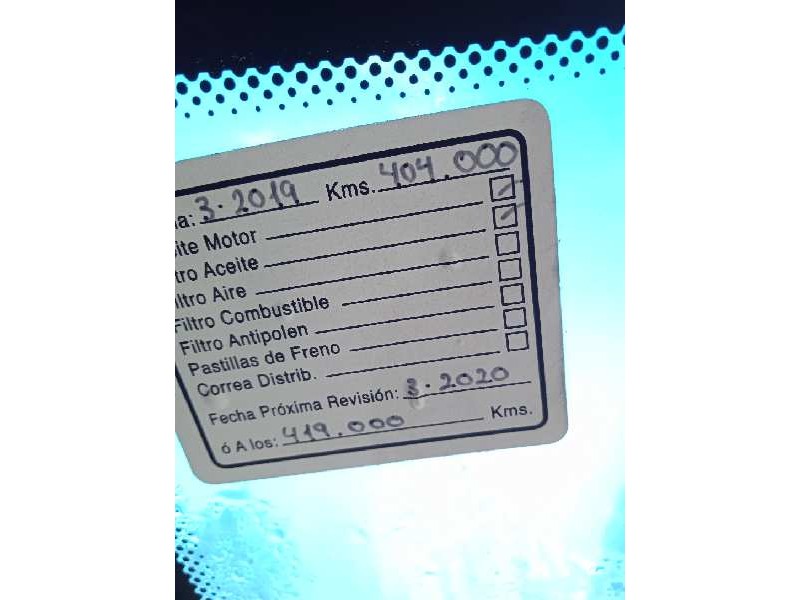 a: 3·2019 Kms. 404.000
ite Motor
tro Aceite
ltro Aire
Filtro Combustible
Filtro Antipolen
Pastillas de Freno
Correa Distrib.
Fecha Próxima Revisión: 3·2020
ó A los: 419.000 Kms.